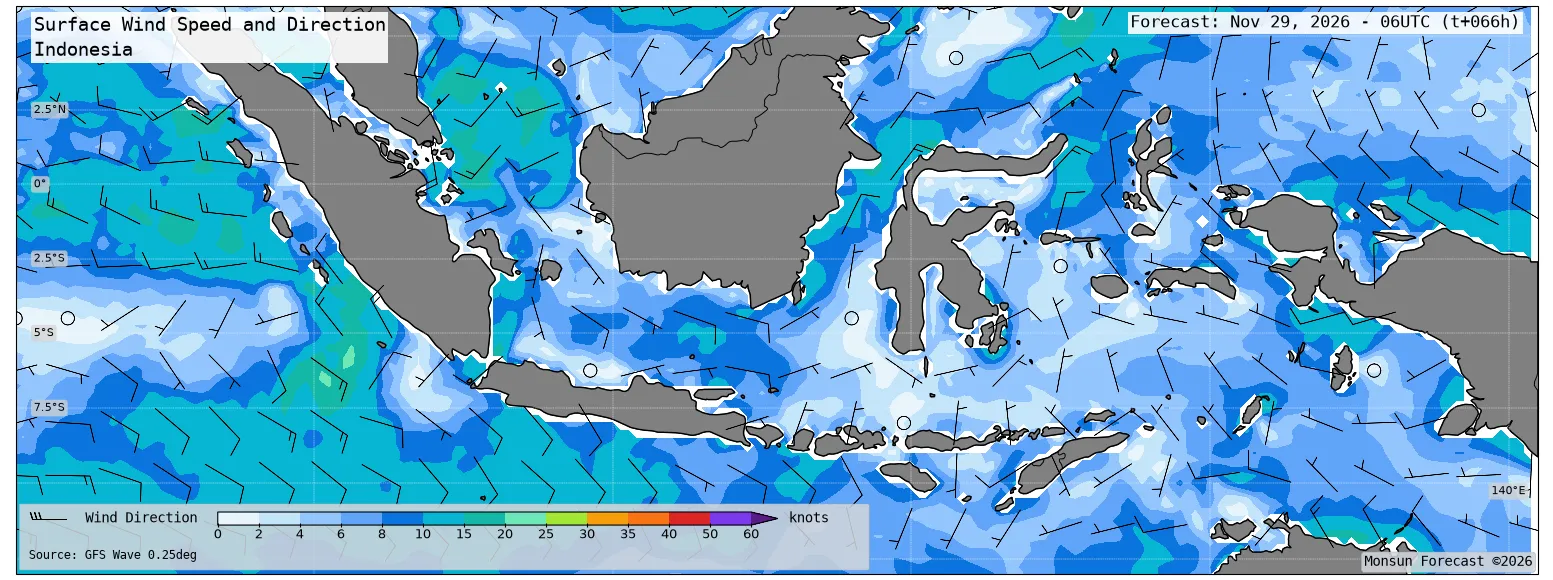 Surface Wind Speed and Direction
Indonesia
Forecast: Nov 29, 2026 - 06UTC (t+066h)
2.5°N
0°
2.5°S
5°S
7.5°S
140°E
Wind Direction
0 2 4 6 8 10 15 20 25 30 35 40 50 60
knots
Source: GFS Wave 0.25deg
Monsun Forecast ©2026